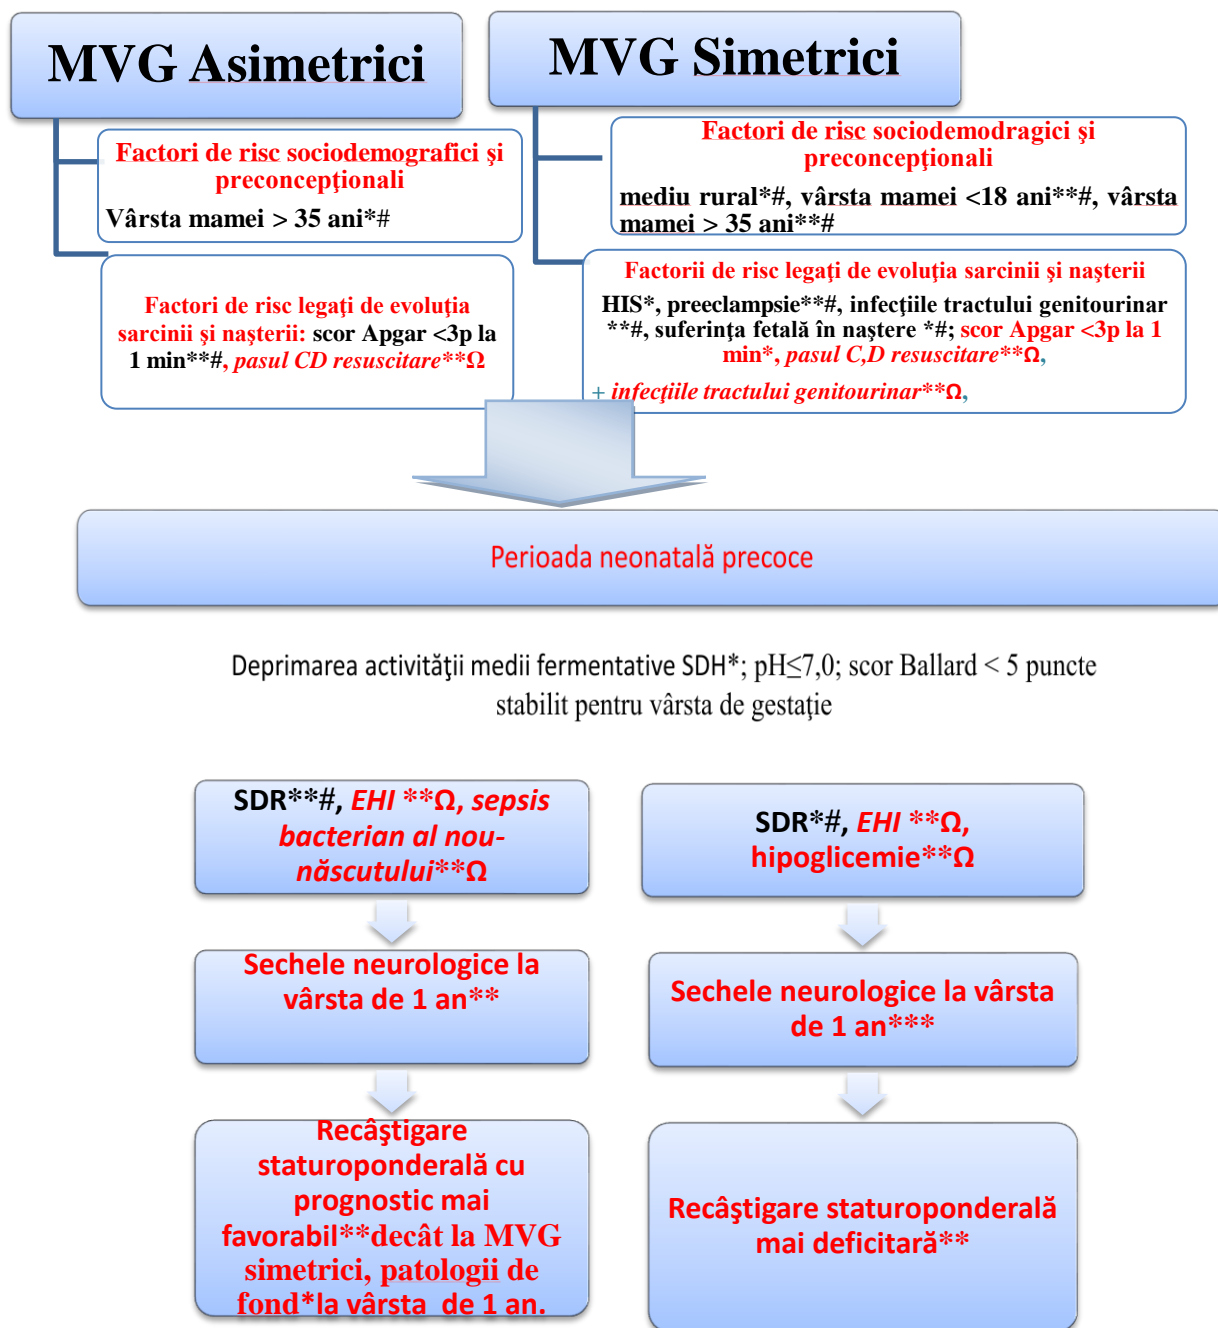 MVG Asimetrici
Factori de risc sociodemografici şi
preconcepţionali
Vârsta mamei > 35 ani*#
Factori de risc legaţi de evoluţia
sarcinii şi naşterii: scor Apgar <3p la
1 min**#, pasul CD resuscitare**Ω
MVG Simetrici
Factori de risc sociodemodragici şi
preconcepţionali
mediu rural*#, vârsta mamei <18 ani**#, vârsta
mamei > 35 ani**#
Factorii de risc legaţi de evoluţia sarcinii şi naşterii
HIS*, preeclampsie**#, infecţiile tractului genitourinar
**#, suferinţa fetală în naştere *#; scor Apgar <3p la 1
min*, pasul C,D resuscitare**Ω,
+ infecţiile tractului genitourinar**Ω,
Perioada neonatală precoce
Deprimarea activităţii medii fermentative SDH*; pH≤7,0; scor Ballard < 5 puncte
stabilit pentru vârsta de gestaţie
SDR**#, EHI **Ω, sepsis
bacterian al nou-
născutului**Ω
Sechele neurologice la
vârsta de 1 an**
Recâştigare
staturoponderală cu
prognostic mai
favorabil**decât la MVG
simetrici, patologii de
fond*la vârsta de 1 an.
SDR*#, EHI **Ω,
hipoglicemie**Ω
Sechele neurologice la vârsta
de 1 an***
Recâştigare staturoponderală
mai deficitară**